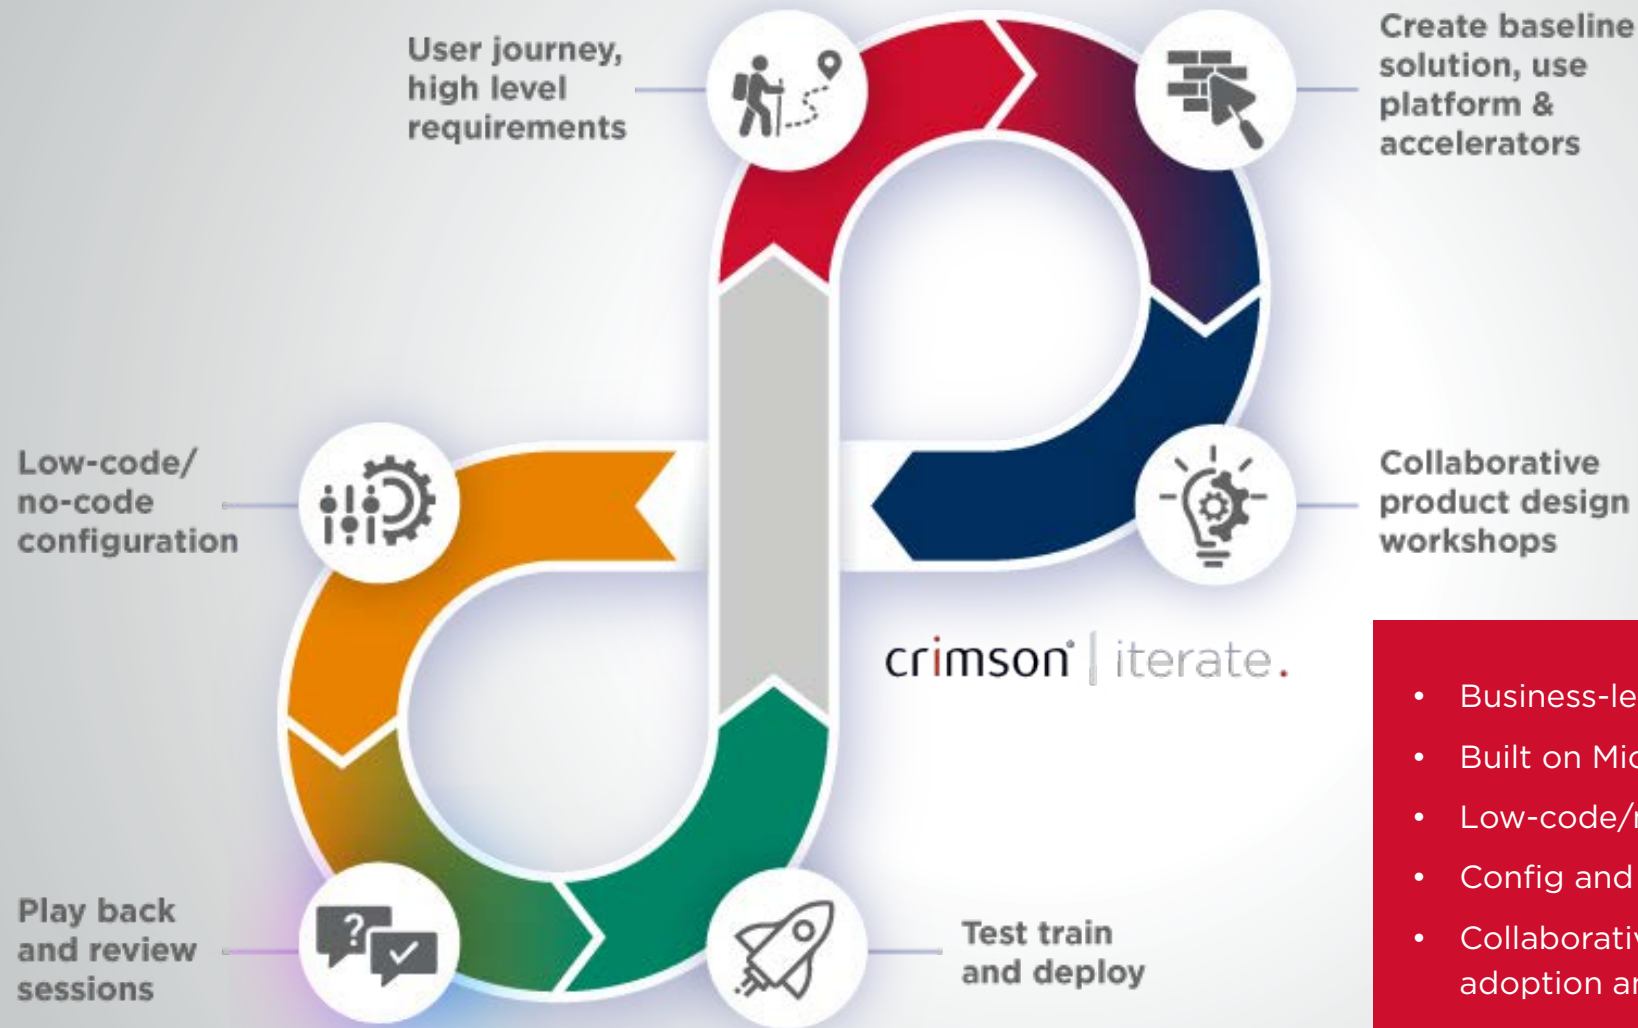 User journey,
high level
requirements
Create baseline
solution, use
platform &
accelerators
Low-code/
no-code
configuration
Collaborative
product design
workshops
crimson® | iterate.
• Business-le
• Built on Mic
• Low-code/
• Config and
• Collaborativ
adoption a
Play back
and review
sessions
Test train
and deploy